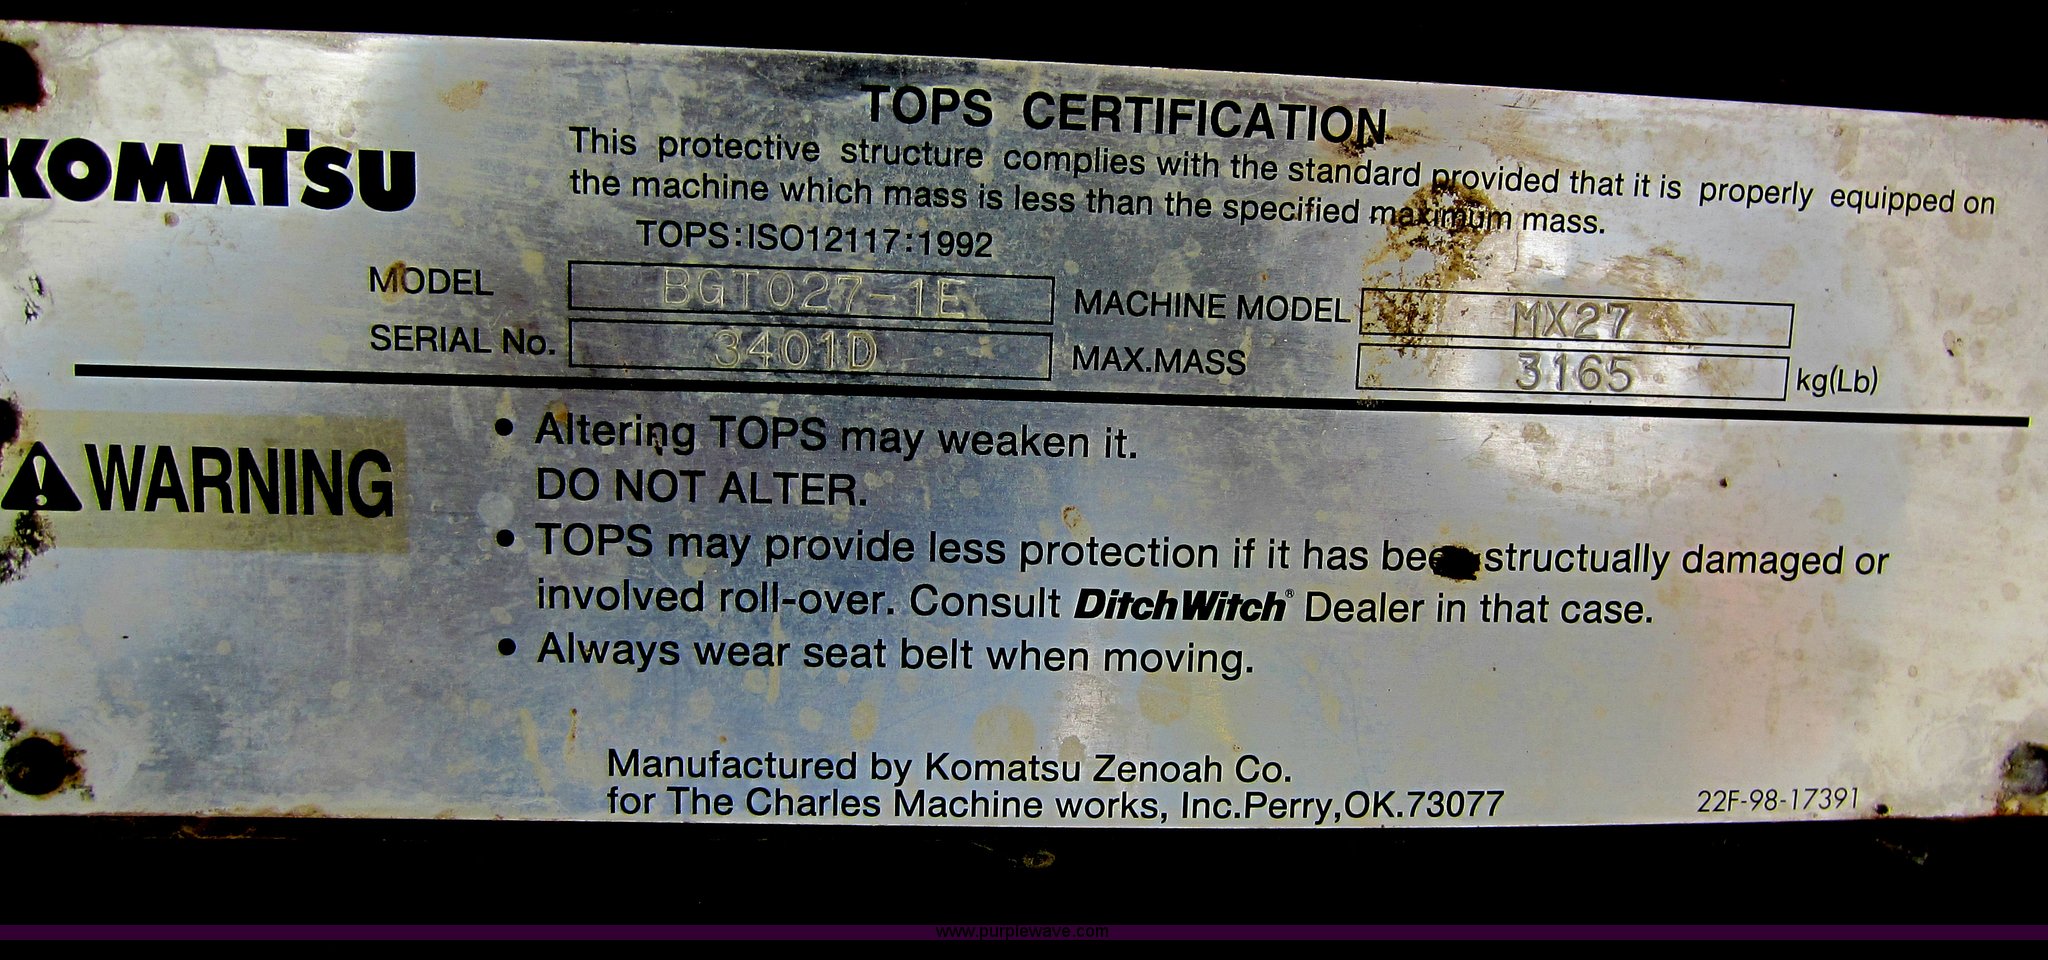 TOPS CERTIFICATION
KOMATSU
This protective structure complies with the standard provided that it is properly equipped on
the machine which mass is less than the specified maximum mass.
TOPS:ISO12117:1992
MODEL BGT027-1E MACHINE MODEL MX27
SERIAL No. 3401D MAX.MASS 3165 kg(Lb)
WARNING
• Altering TOPS may weaken it.
DO NOT ALTER.
• TOPS may provide less protection if it has been structually damaged or
involved roll-over. Consult DitchWitch® Dealer in that case.
• Always wear seat belt when moving.
Manufactured by Komatsu Zenoah Co.
for The Charles Machine works, Inc.Perry,OK.73077
22F-98-17391
www.purplewave.com